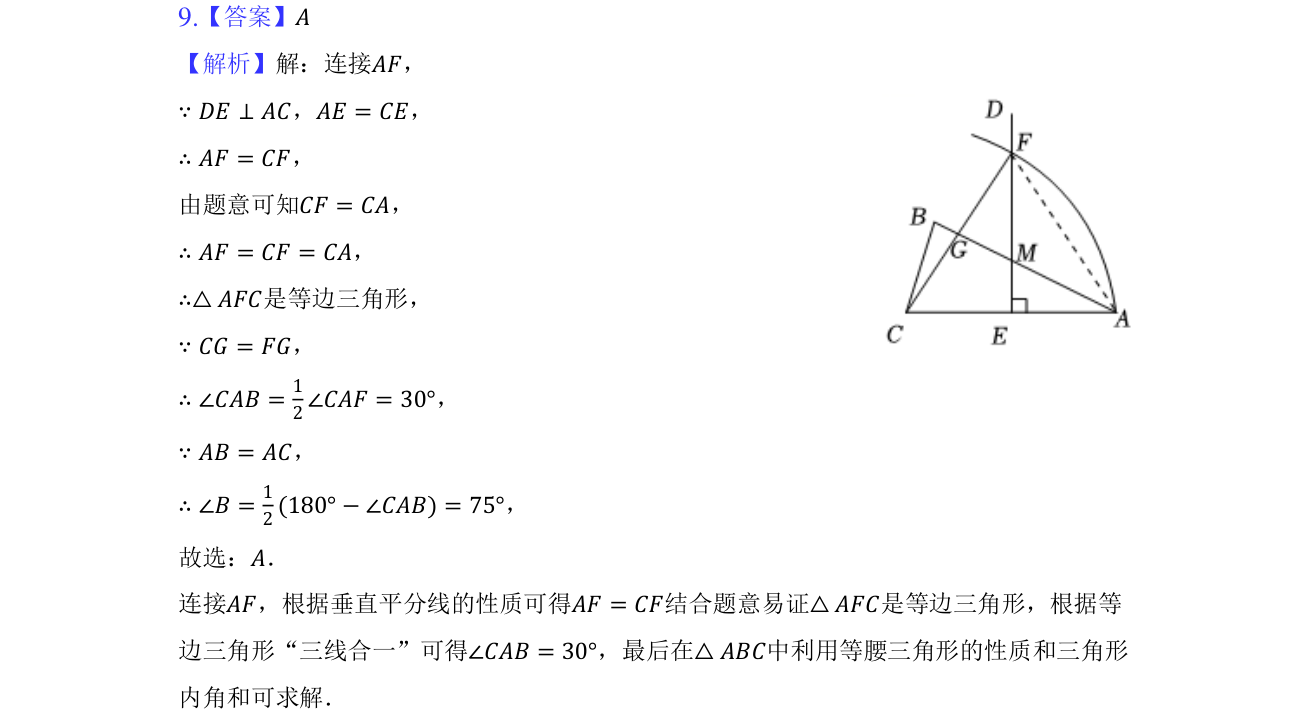 9.【答案】A
【解析】解：连接AF，
∵ DE ⊥ AC，AE = CE，
∴ AF = CF，
由题意可知CF = CA，
∴ AF = CF = CA，
∴△ AFC是等边三角形，
∵ CG = FG，
∴ ∠CAB = 1/2 ∠CAF = 30°，
∵ AB = AC，
∴ ∠B = 1/2 (180° − ∠CAB) = 75°，
故选：A．
连接AF，根据垂直平分线的性质可得AF = CF结合题意易证△ AFC是等边三角形，根据等
边三角形“三线合一”可得∠CAB = 30°，最后在△ ABC中利用等腰三角形的性质和三角形
内角和可求解．
D
F
B
G
M
C
E
A